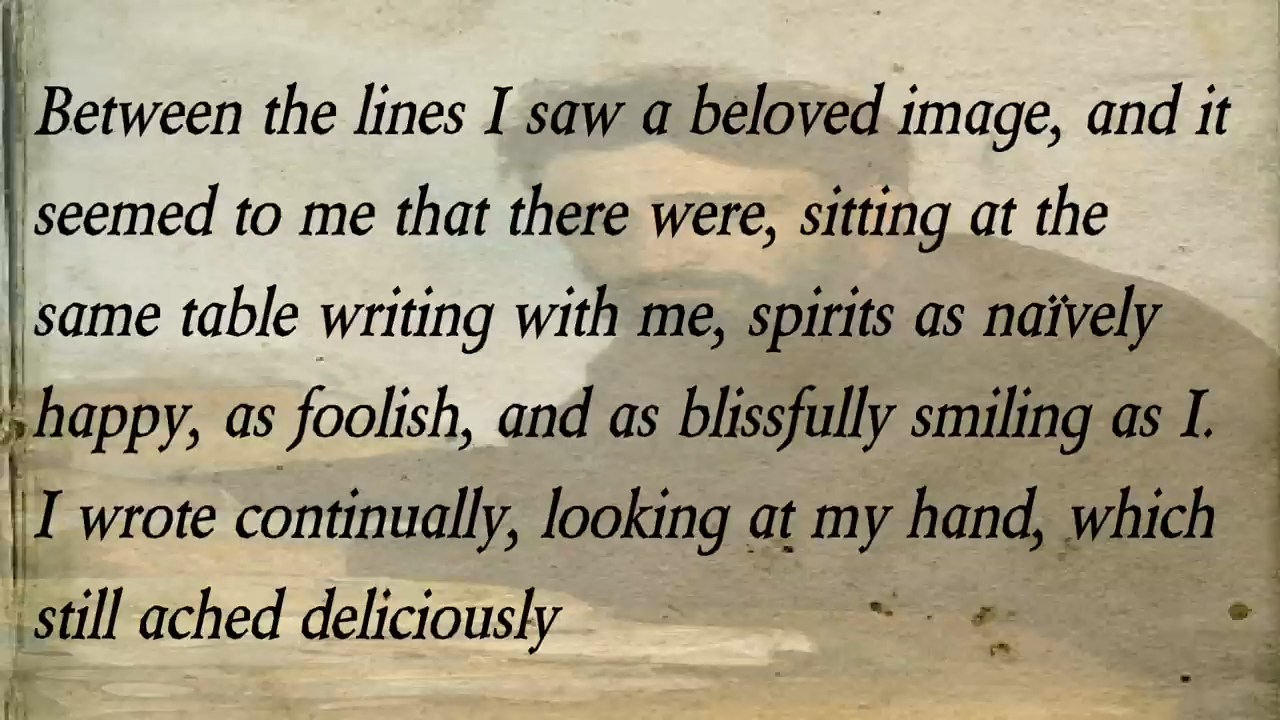 Between the lines I saw a beloved image, and it
seemed to me that there were, sitting at the
same table writing with me, spirits as naïvely
happy, as foolish, and as blissfully smiling as I.
I wrote continually, looking at my hand, which
still ached deliciously